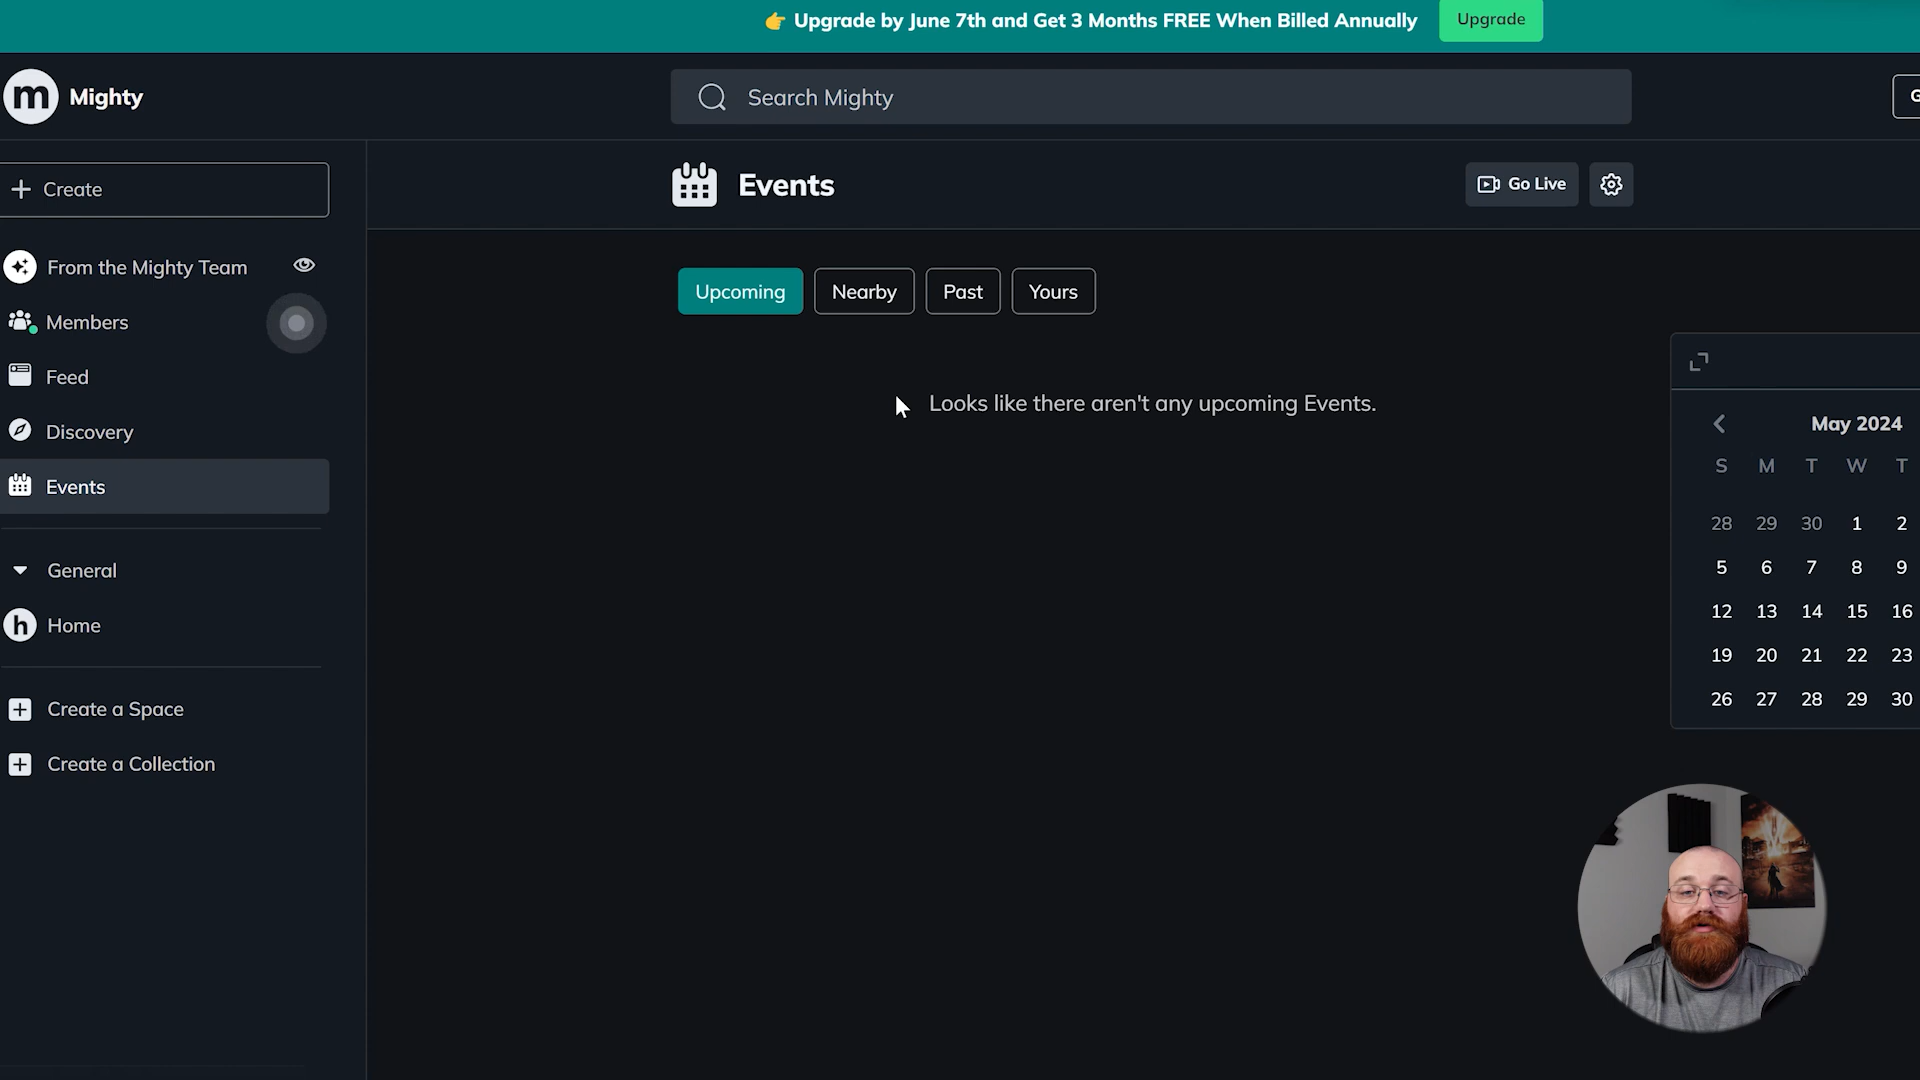 👉 Upgrade by June 7th and Get 3 Months FREE When Billed Annually
Upgrade
m Mighty
Search Mighty
G
Create
Events
Go Live
From the Mighty Team
Members
Feed
Discovery
Events
General
h Home
Create a Space
Create a Collection
Upcoming
Nearby
Past
Yours
Looks like there aren't any upcoming Events.
May 2024
S M T W T
28 29 30 1 2
5 6 7 8 9
12 13 14 15 16
19 20 21 22 23
26 27 28 29 30